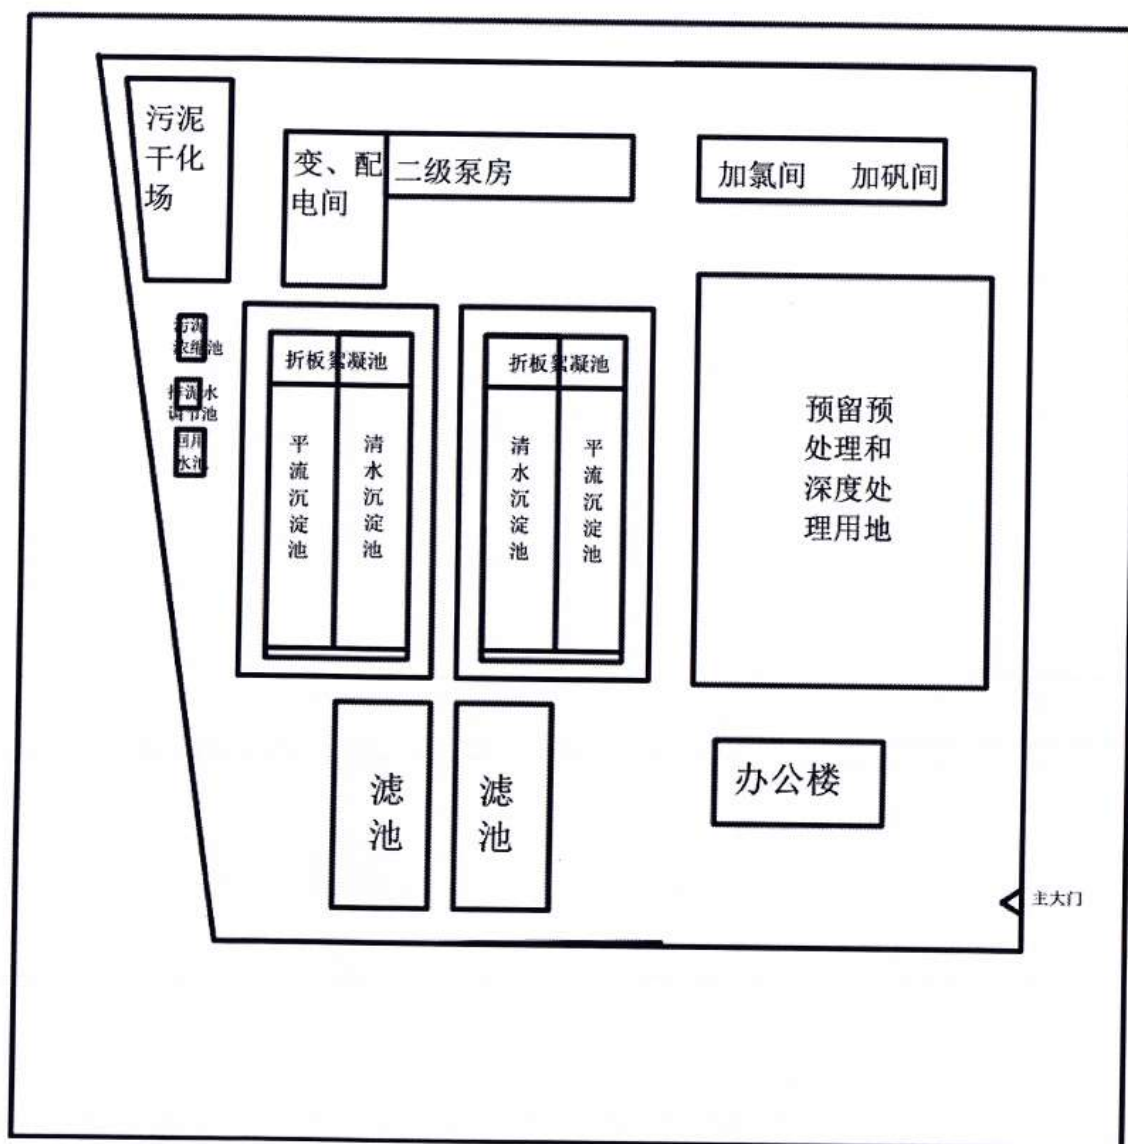 污泥
干化
场
变、配
电间
二级泵房
加氯间 加矾间
污泥
浓缩池
排泥水
调节池
回用
水池
折板絮凝池
平流沉淀池
清水沉淀池
折板絮凝池
清水沉淀池
平流沉淀池
预留预
处理和
深度处
理用地
滤池
滤池
办公楼
主大门